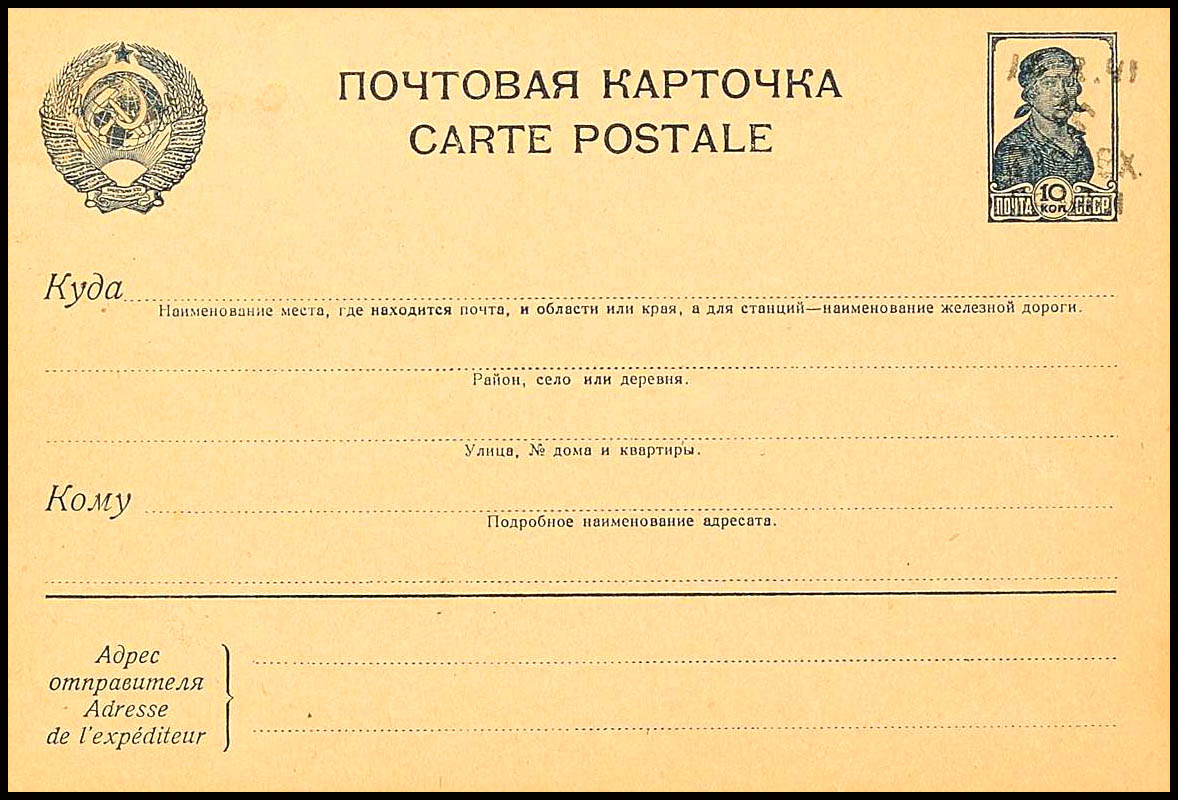 ПОЧТОВАЯ КАРТОЧКА
CARTE POSTALE
10
КОП.
ПОЧТА СССР
Куда
Наименование места, где находится почта, и области или края, а для станций—наименование железной дороги.
Район, село или деревня.
Улица, № дома и квартиры.
Кому
Подробное наименование адресата.
Адрес
отправителя
Adresse
de l'expéditeur